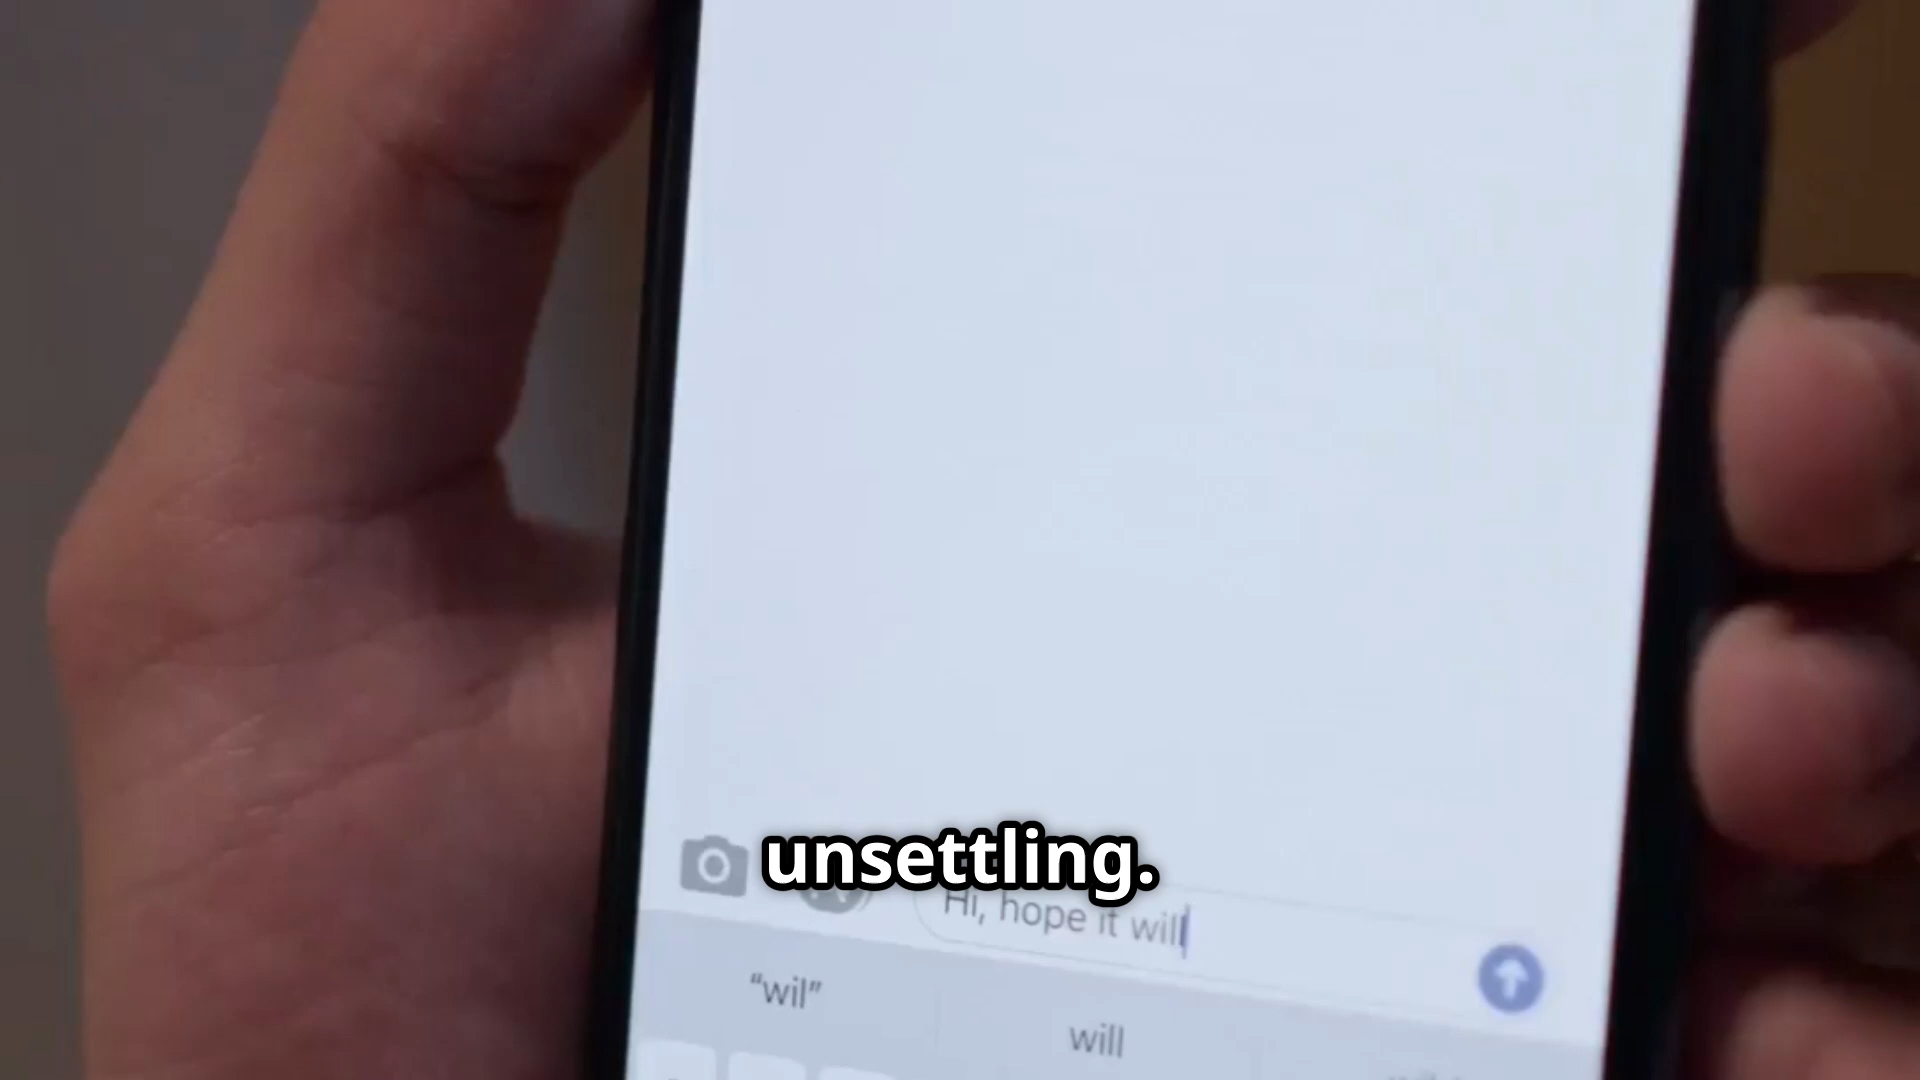 unsettling.
Hi, hope it will
“wil”
will